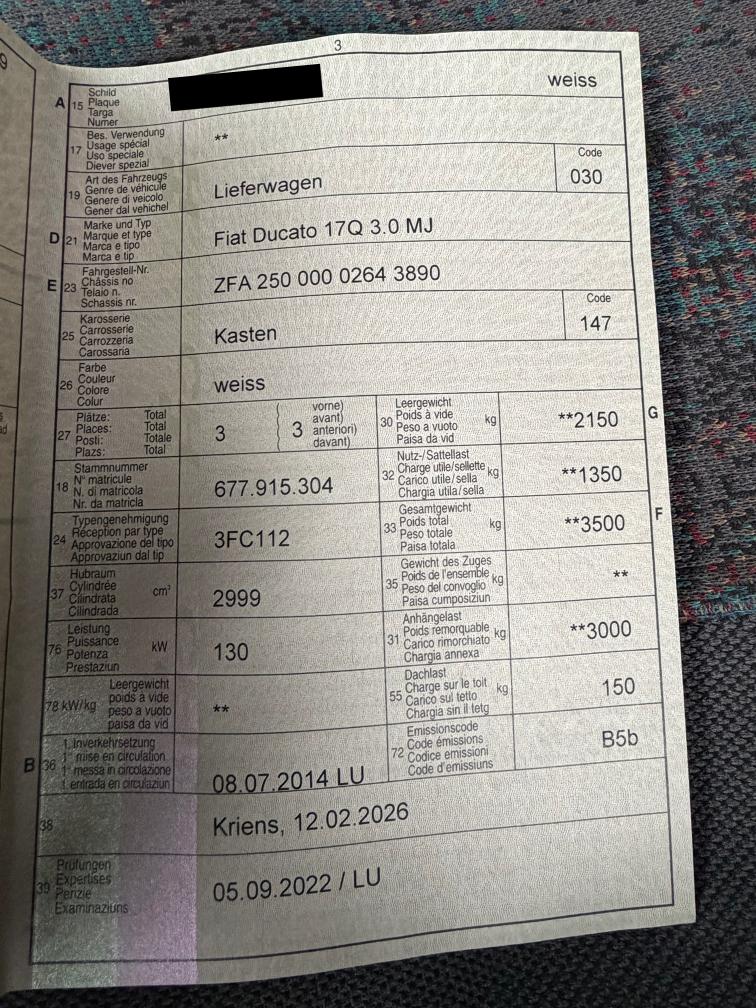 3
A 15 Schild weiss
Plaque
Targa
Numer
17 Bes. Verwendung **
Usage spécial
Uso speciale
Diever spezial
19 Art des Fahrzeugs Lieferwagen Code 030
Genre de véhicule
Genere di veicolo
Gener dal vehichel
D 21 Marke und Typ Fiat Ducato 17Q 3.0 MJ
Marque et type
Marca e tipo
Marca e tip
E 23 Fahrgestell-Nr. ZFA 250 000 0264 3890
Châssis no
Telaio n.
Schassis nr.
25 Karosserie Kasten Code 147
Carrosserie
Carrozzeria
Carossaria
26 Farbe weiss
Couleur
Colore
Colur
27 Plätze: Total 3 ( 3 vorne)
Places: Total avant)
Posti: Totale anteriori)
Plazs: Total davant)
30 Leergewicht kg **2150 G
Poids à vide
Peso a vuoto
Paisa da vid
18 Stammnummer 677.915.304
N° matricule
N. di matricola
Nr. da matricla
32 Nutz-/Sattellast kg **1350
Charge utile/sellette
Carico utile/sella
Chargia utila/sella
24 Typengenehmigung 3FC112
Réception par type
Approvazione del tipo
Approvaziun dal tip
33 Gesamtgewicht kg **3500 F
Poids total
Peso totale
Paisa totala
37 Hubraum cm³ 2999
Cylindrée
Cilindrata
Cilindrada
35 Gewicht des Zuges kg **
Poids de l'ensemble
Peso del convoglio
Paisa cumposiziun
76 Leistung kW 130
Puissance
Potenza
Prestaziun
31 Anhängelast kg **3000
Poids remorquable
Carico rimorchiato
Chargia annexa
78 kW/kg Leergewicht **
poids à vide
peso a vuoto
paisa da vid
55 Dachlast kg 150
Charge sur le toit
Carico sul tetto
Chargia sin il tetg
B 36 1. Inverkehrsetzung 08.07.2014 LU
1re mise en circulation
1a messa in circolazione
1. entrada en circulaziun
72 Emissionscode B5b
Code émissions
Codice emissioni
Code d'emissiuns
38 Kriens, 12.02.2026
39 Prüfungen 05.09.2022 / LU
Expertises
Perizie
Examinaziuns